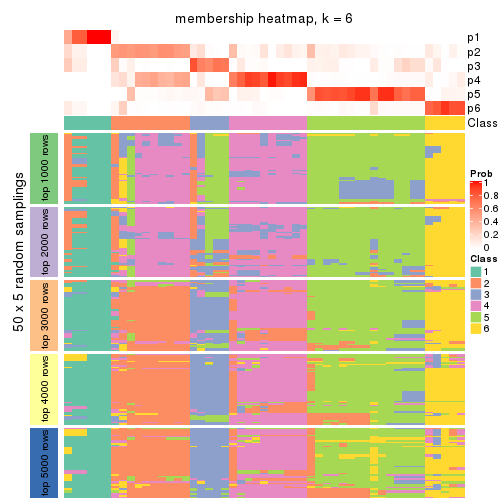 membership heatmap, k = 6
p1
p2
p3
p4
p5
p6
Class
50 x 5 random samplings
top 1000 rows
top 2000 rows
top 3000 rows
top 4000 rows
top 5000 rows
Prob
1
0.8
0.6
0.4
0.2
0
Class
1
2
3
4
5
6